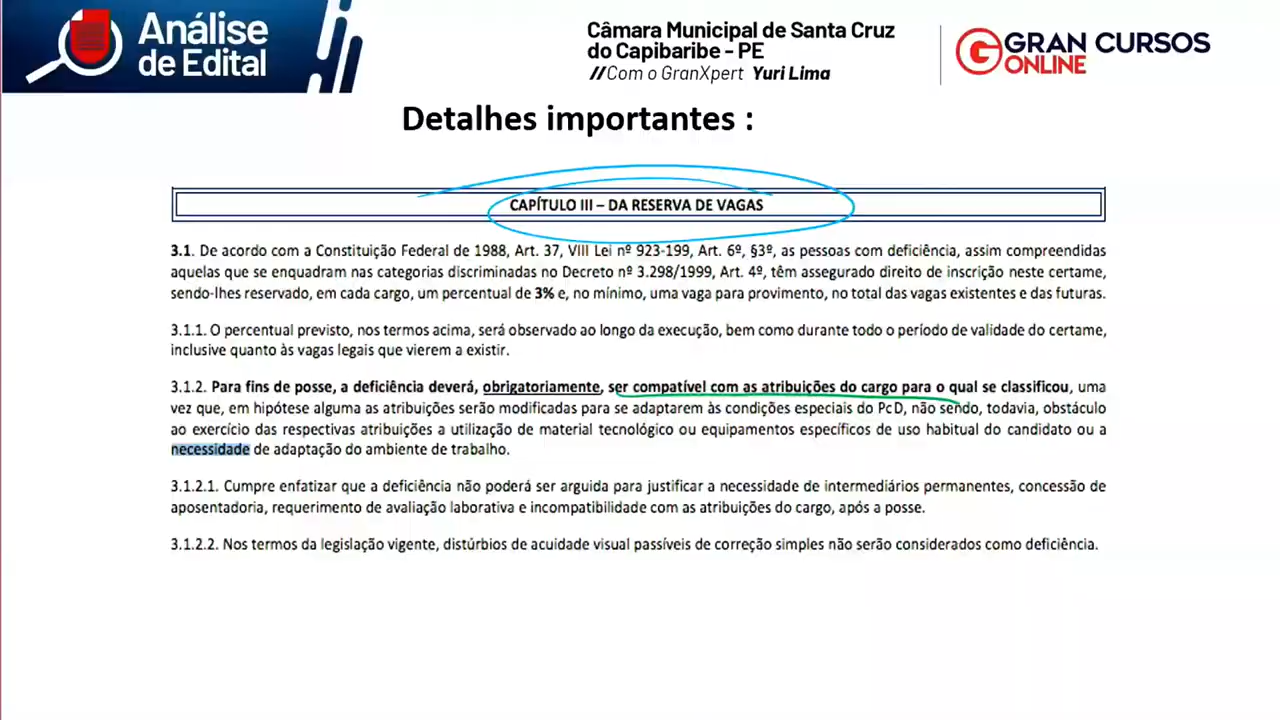 Análise
de Edital
Câmara Municipal de Santa Cruz
do Capibaribe - PE
//Com o GranXpert Yuri Lima
G GRAN CURSOS
ONLINE
Detalhes importantes :
CAPÍTULO III – DA RESERVA DE VAGAS
3.1. De acordo com a Constituição Federal de 1988, Art. 37, VIII Lei nº 923-199, Art. 6º, §3º, as pessoas com deficiência, assim compreendidas
aquelas que se enquadram nas categorias discriminadas no Decreto nº 3.298/1999, Art. 4º, têm assegurado direito de inscrição neste certame,
sendo-lhes reservado, em cada cargo, um percentual de 3% e, no mínimo, uma vaga para provimento, no total das vagas existentes e das futuras.
3.1.1. O percentual previsto, nos termos acima, será observado ao longo da execução, bem como durante todo o período de validade do certame,
inclusive quanto às vagas legais que vierem a existir.
3.1.2. Para fins de posse, a deficiência deverá, obrigatoriamente, ser compatível com as atribuições do cargo para o qual se classificou, uma
vez que, em hipótese alguma as atribuições serão modificadas para se adaptarem às condições especiais do PcD, não sendo, todavia, obstáculo
ao exercício das respectivas atribuições a utilização de material tecnológico ou equipamentos específicos de uso habitual do candidato ou a
necessidade de adaptação do ambiente de trabalho.
3.1.2.1. Cumpre enfatizar que a deficiência não poderá ser arguida para justificar a necessidade de intermediários permanentes, concessão de
aposentadoria, requerimento de avaliação laborativa e incompatibilidade com as atribuições do cargo, após a posse.
3.1.2.2. Nos termos da legislação vigente, distúrbios de acuidade visual passíveis de correção simples não serão considerados como deficiência.